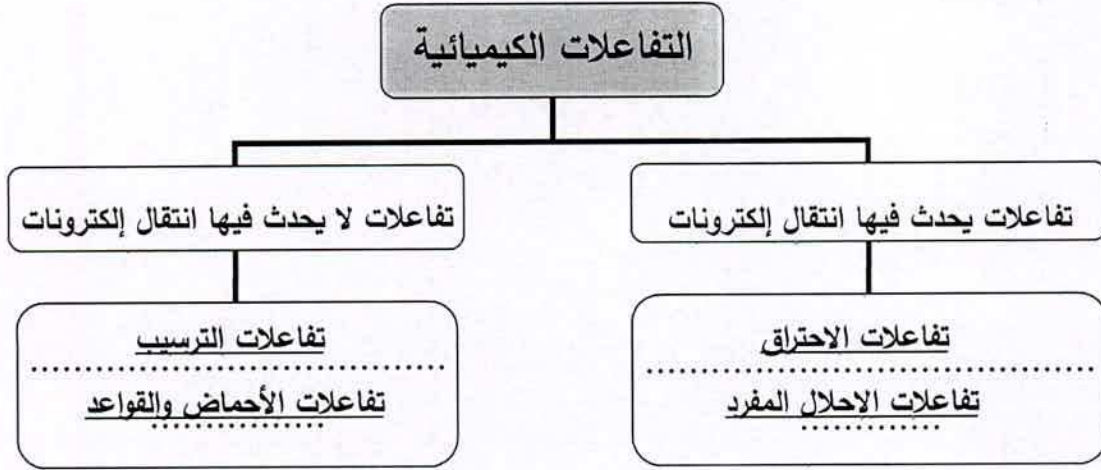 التفاعلات الكيميائية
تفاعلات يحدث فيها انتقال إلكترونات
تفاعلات لا يحدث فيها انتقال إلكترونات
تفاعلات الاحتراق
تفاعلات الإحلال المفرد
تفاعلات الترسيب
تفاعلات الأحماض والقواعد